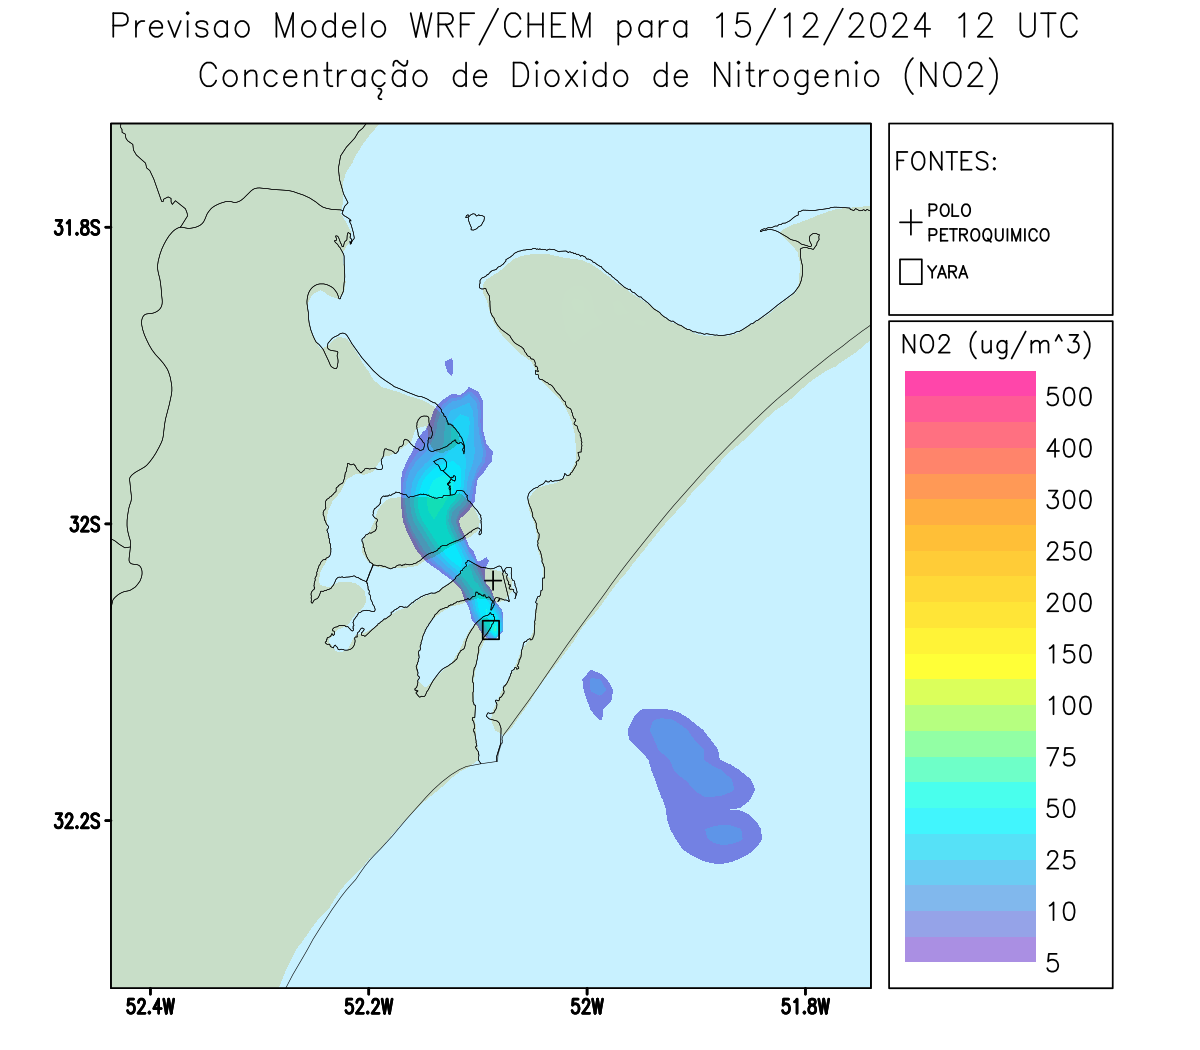 Previsao Modelo WRF/CHEM para 15/12/2024 12 UTC
Concentração de Dioxido de Nitrogenio (NO2)
FONTES:
POLO
PETROQUIMICO
YARA
NO2 (ug/m^3)
500
400
300
250
200
150
100
75
50
25
10
5
31.8S
32S
32.2S
52.4W
52.2W
52W
51.8W